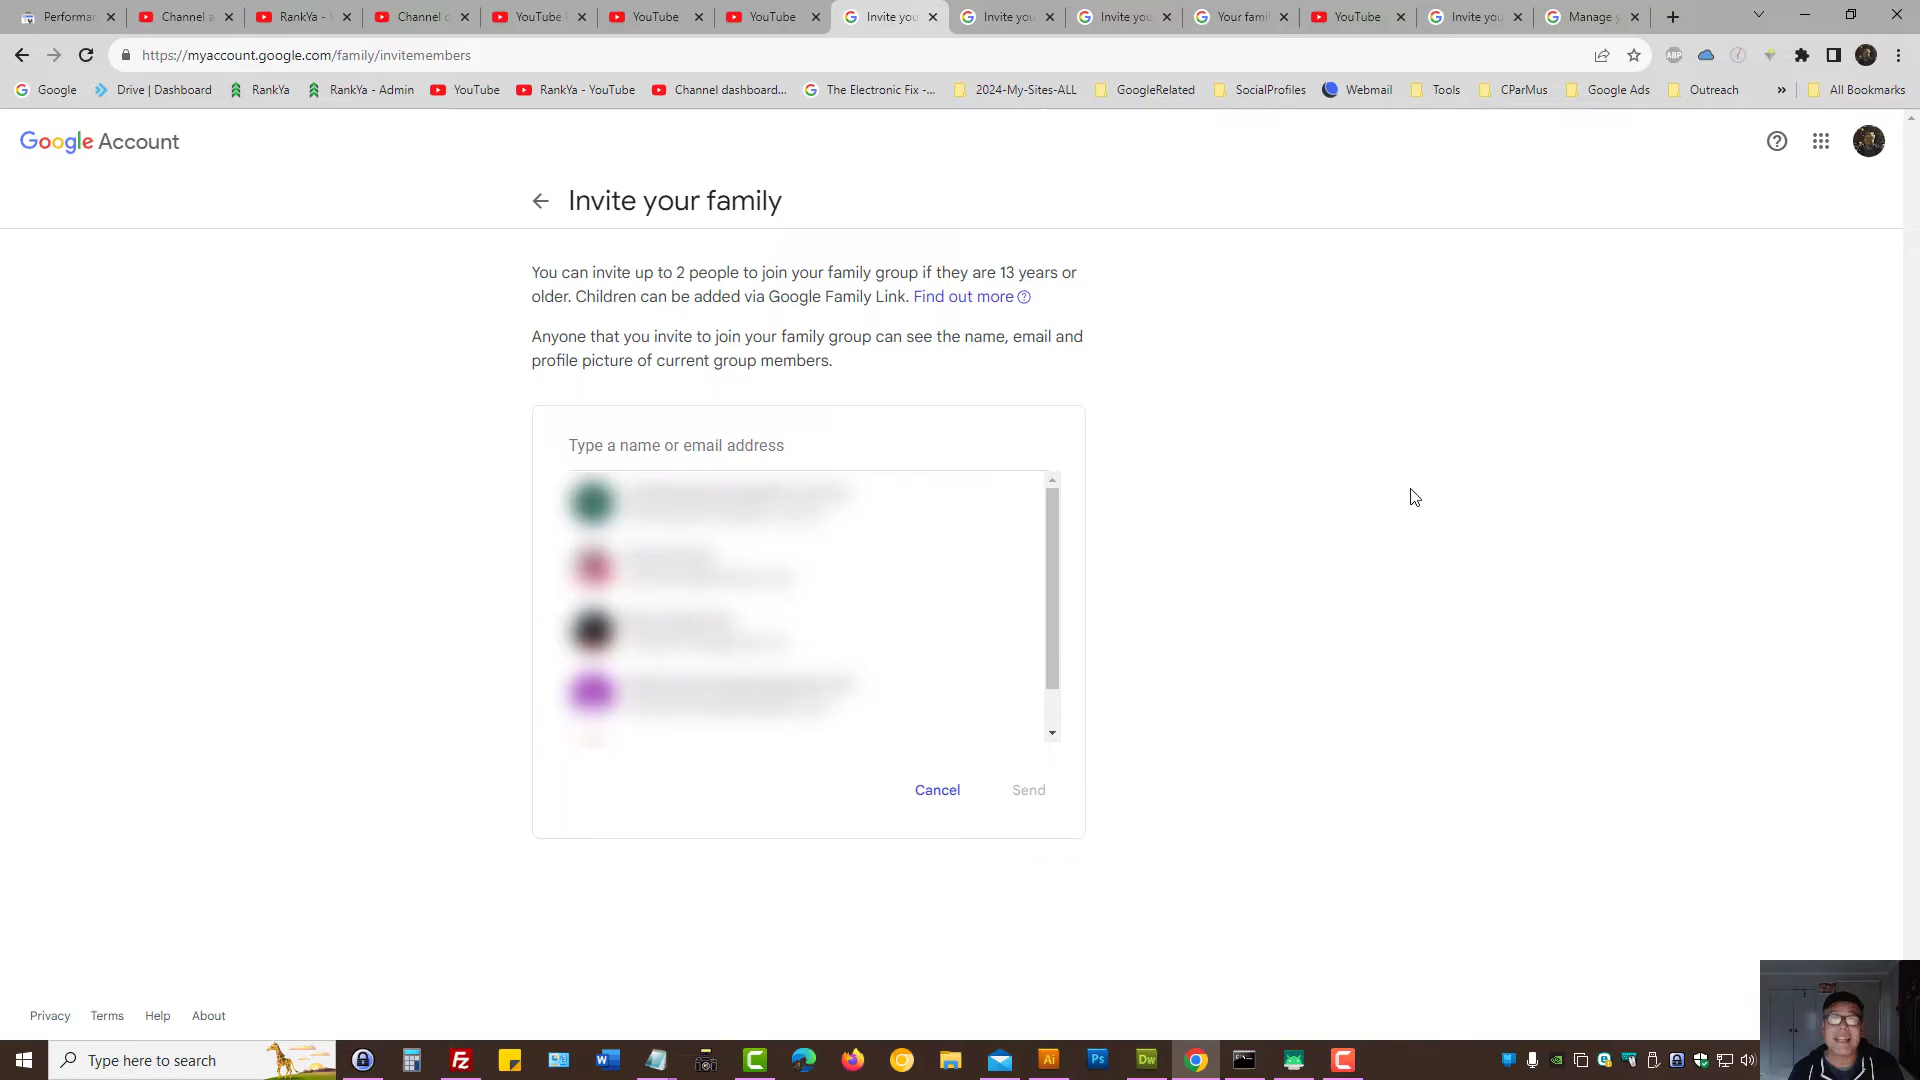 Performan
Channel a
RankYa - Y
Channel c
YouTube
YouTube
YouTube
Invite you
Invite you
Invite you
Your fami
YouTube
Invite you
Manage y
https://myaccount.google.com/family/invitemembers
ABP
Google
Drive | Dashboard
RankYa
RankYa - Admin
YouTube
RankYa - YouTube
Channel dashboard...
The Electronic Fix -...
2024-My-Sites-ALL
GoogleRelated
SocialProfiles
Webmail
Tools
CParMus
Google Ads
Outreach
»
All Bookmarks
Google Account
Invite your family
You can invite up to 2 people to join your family group if they are 13 years or
older. Children can be added via Google Family Link. Find out more
Anyone that you invite to join your family group can see the name, email and
profile picture of current group members.
Type a name or email address
Cancel
Send
Privacy
Terms
Help
About
Type here to search
Fz
W
Ai
Ps
Dw